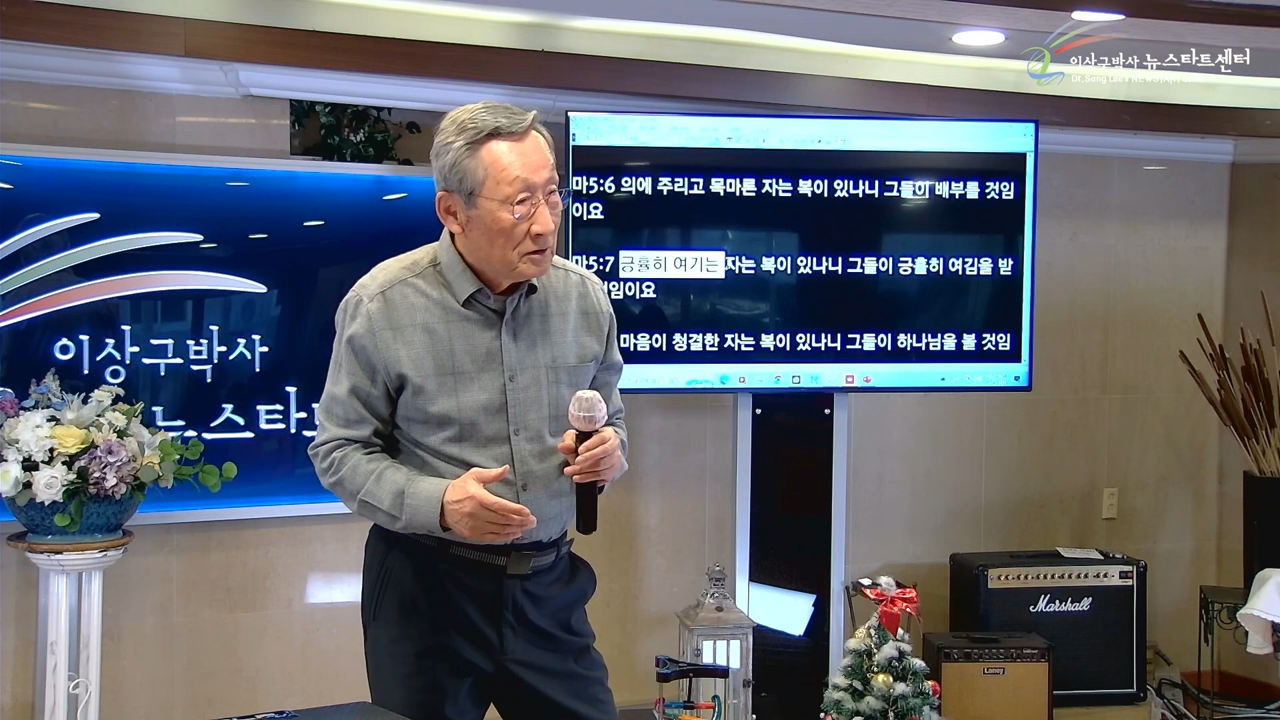 이상구박사 뉴스타트센터
마5:6 의에 주리고 목마른 자는 복이 있나니 그들이 배부를 것임
이요
마5:7 긍휼히 여기는 자는 복이 있나니 그들이 긍휼히 여김을 받
것임이요
마음이 청결한 자는 복이 있나니 그들이 하나님을 볼 것임
이상구박사
뉴스타트
Marshall
Laney